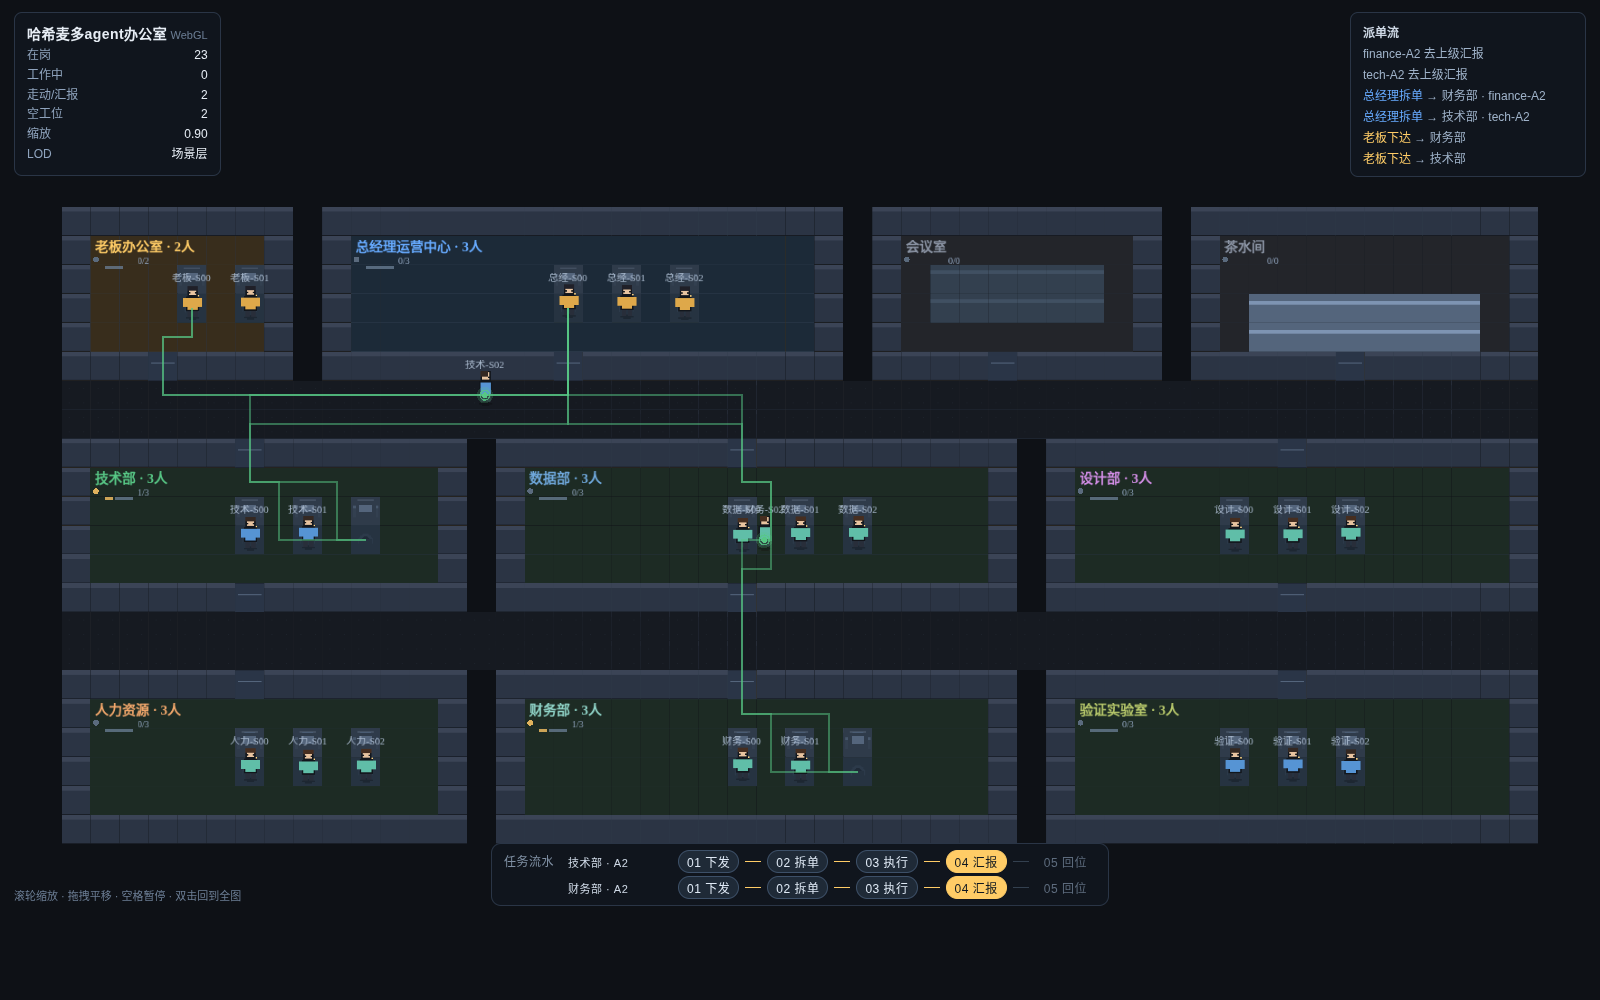 哈希麦多agent办公室 WebGL
在岗 23
工作中 0
走动/汇报 2
空工位 2
缩放 0.90
LOD 场景层
派单流
finance-A2 去上级汇报
tech-A2 去上级汇报
总经理拆单 → 财务部 · finance-A2
总经理拆单 → 技术部 · tech-A2
老板下达 → 财务部
老板下达 → 技术部
老板办公室 · 2人
0/2
老板-S00 老板-S01
总经理运营中心 · 3人
0/3
总经-S00 总经-S01 总经-S02
会议室
0/0
茶水间
0/0
技术-S02
技术部 · 3人
1/3
技术-S00 技术-S01
数据部 · 3人
0/3
数据-S00 财务-S02 数据-S01 数据-S02
设计部 · 3人
0/3
设计-S00 设计-S01 设计-S02
人力资源 · 3人
0/3
人力-S00 人力-S01 人力-S02
财务部 · 3人
1/3
财务-S00 财务-S01
验证实验室 · 3人
0/3
验证-S00 验证-S01 验证-S02
任务流水 技术部 · A2 01 下发 02 拆单 03 执行 04 汇报 05 回位
财务部 · A2 01 下发 02 拆单 03 执行 04 汇报 05 回位
滚轮缩放 · 拖拽平移 · 空格暂停 · 双击回到全图